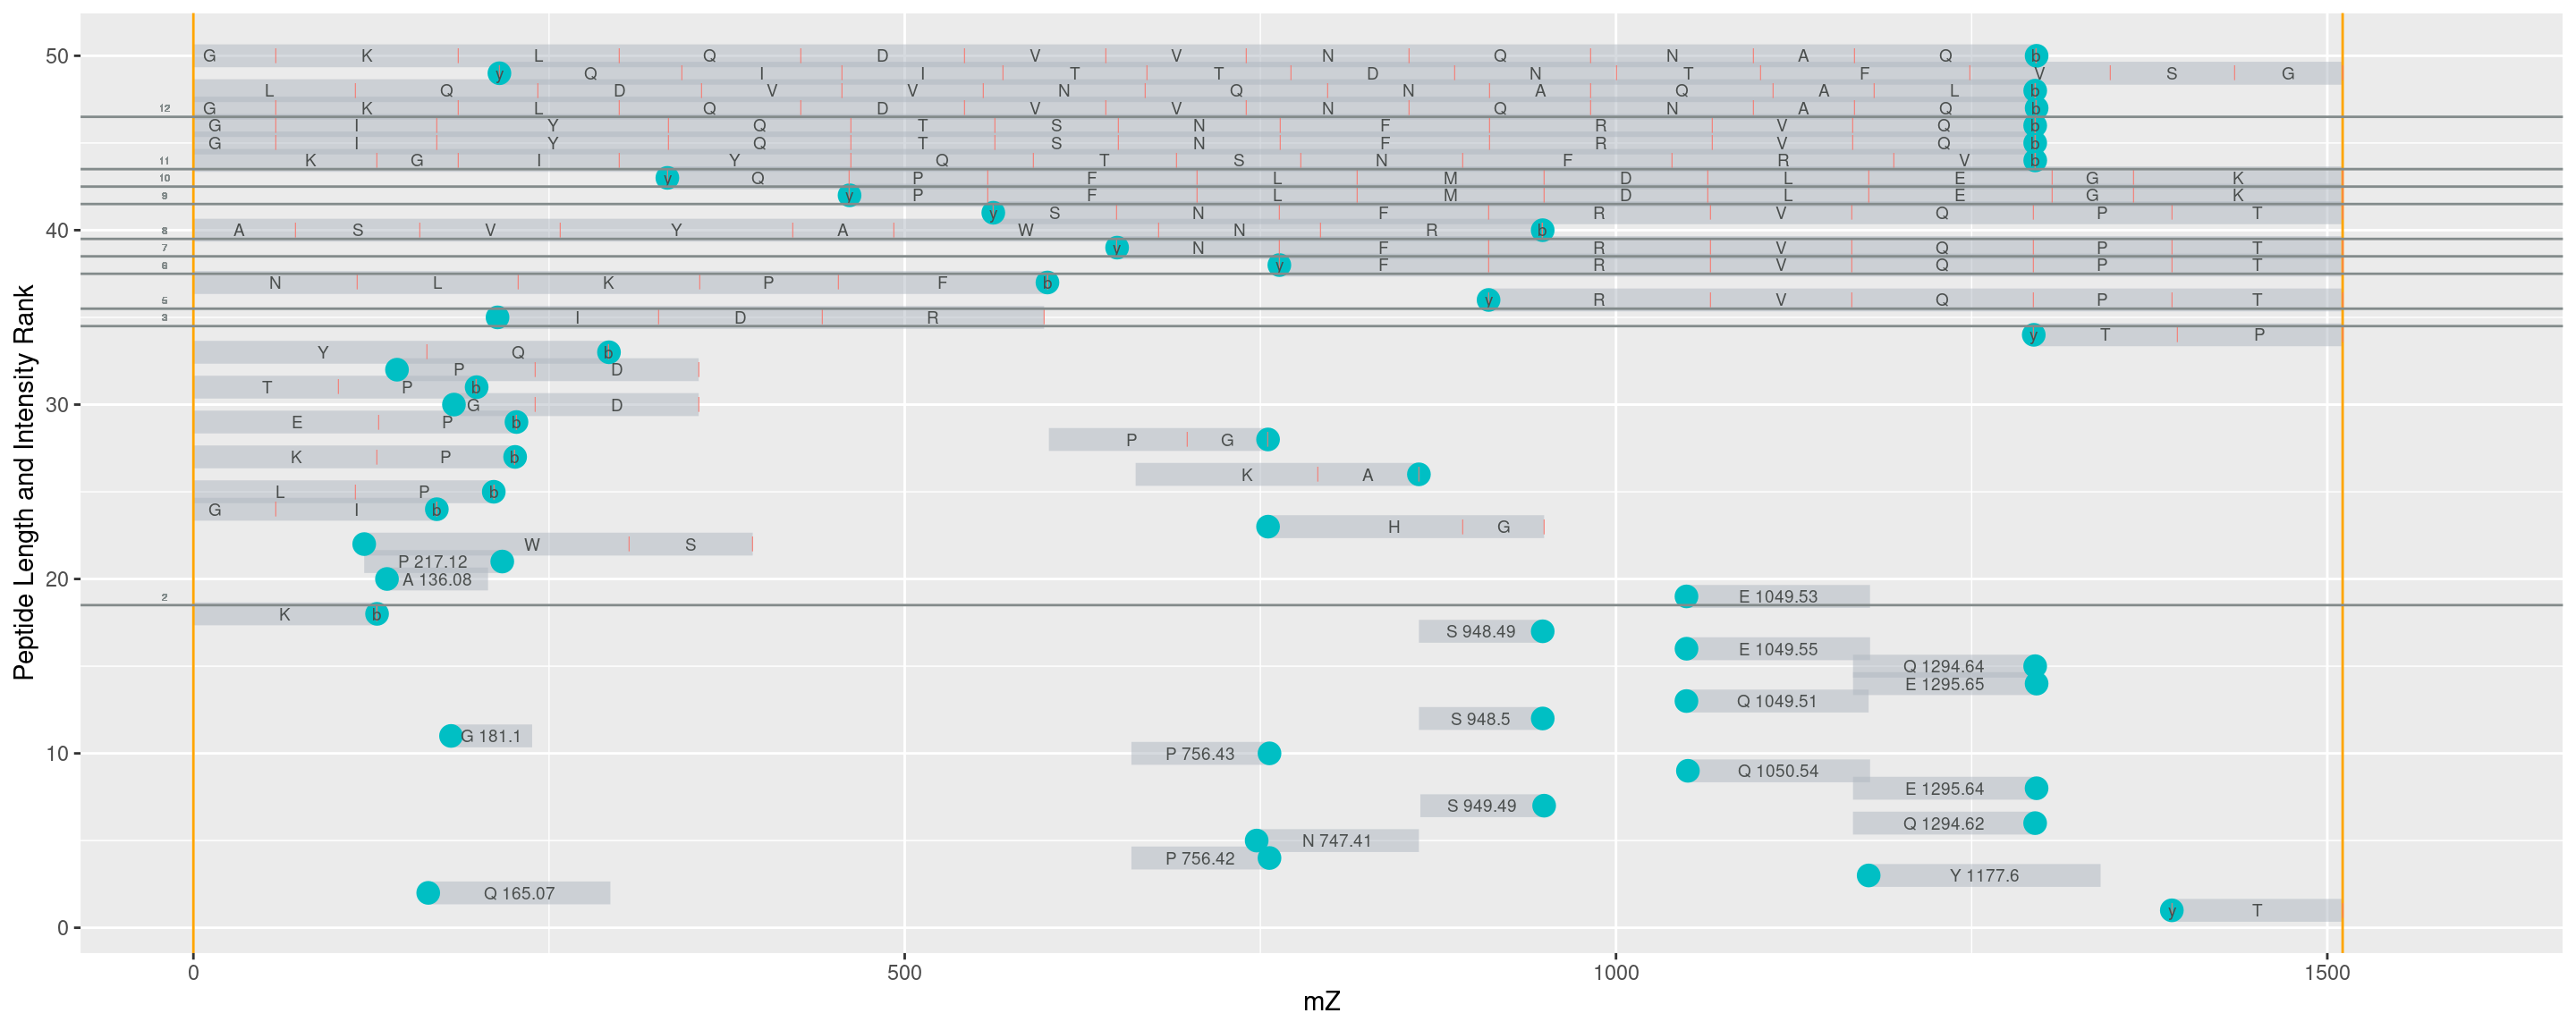 50
G K L Q D V V N Q N A Q b
y Q I I T T D N T F V S G
L Q D V V N Q N A Q A L b
12 G K L Q D V V N Q N A Q b
G I Y Q T S N F R V Q b
G I Y Q T S N F R V Q b
11 K G I Y Q T S N F R V b
10 y Q P F L M D L E G K
9 y P F L M D L E G K
y S N F R V Q P T
40
8 A S V Y A W N R b
7 y N F R V Q P T
6 y F R V Q P T
N L K P F b
5 y R V Q P T
3 I D R
y T P
Y Q b
P D
T P b
30
G D
E P b
P G
K P b
K A
L P b
G I b
H G
W S
P 217.12
20
A 136.08
2 E 1049.53
K b
S 948.49
E 1049.55
Q 1294.64
E 1295.65
Q 1049.51
S 948.5
G 181.1
10
P 756.43
Q 1050.54
E 1295.64
S 949.49
Q 1294.62
N 747.41
P 756.42
Y 1177.6
Q 165.07
y T
0
0 500 1000 1500
mZ
Peptide Length and Intensity Rank